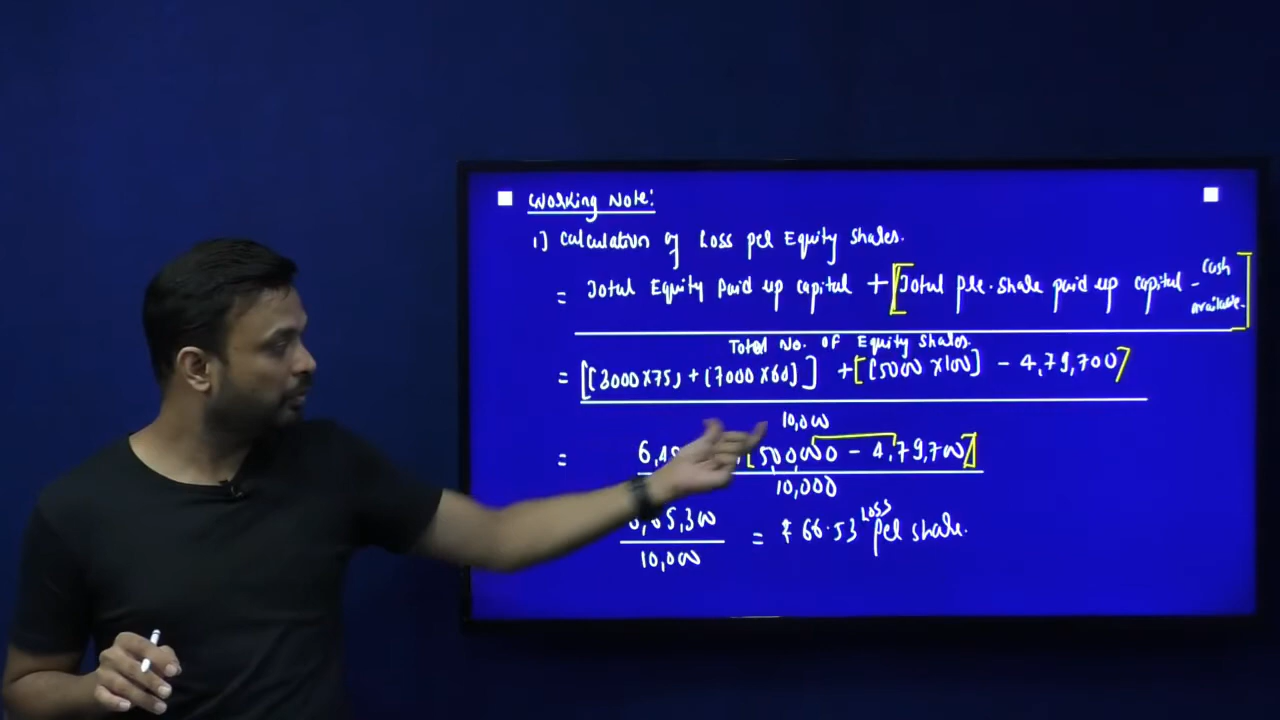 Working Note:
1] Calculation of Loss per Equity Shares.
= Total Equity Paid up capital + [Total Pre. Share paid up capital - Cash Available.]
Total No. of Equity Shares.
= [(3000 x 75) + (7000 x 60)] + [(5000 x 100] - 4,79,700]
10,000
= 6,45 [5,00,000 - 4,79,700]
10,000
65,300
10,000
= ₹ 66.53 Loss per share.